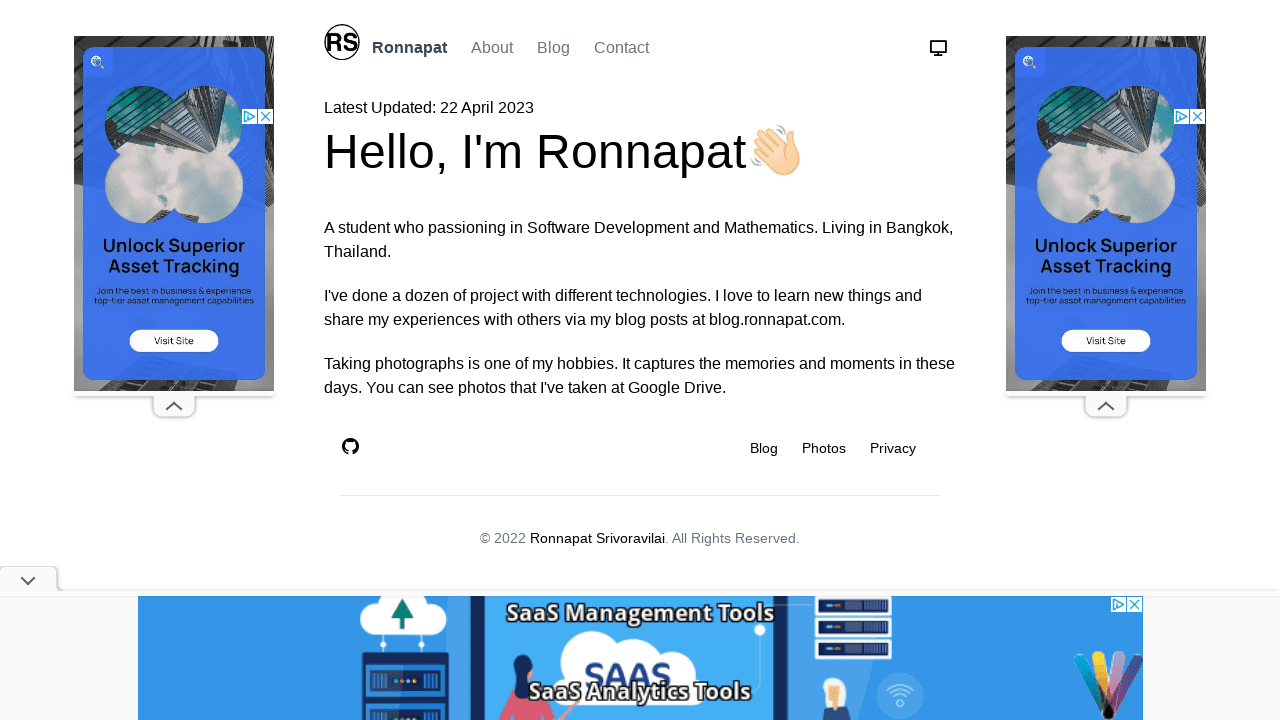 RS
Ronnapat About Blog Contact
Latest Updated: 22 April 2023
Hello, I'm Ronnapat
A student who passioning in Software Development and Mathematics. Living in Bangkok,
Thailand.
I've done a dozen of project with different technologies. I love to learn new things and
share my experiences with others via my blog posts at blog.ronnapat.com.
Taking photographs is one of my hobbies. It captures the memories and moments in these
days. You can see photos that I've taken at Google Drive.
Blog Photos Privacy
© 2022 Ronnapat Srivoravilai. All Rights Reserved.
Unlock Superior
Asset Tracking
Join the best in business & experience
top-tier asset management capabilities
Visit Site
Unlock Superior
Asset Tracking
Join the best in business & experience
top-tier asset management capabilities
Visit Site
SaaS Management Tools
SAAS
SaaS Analytics Tools